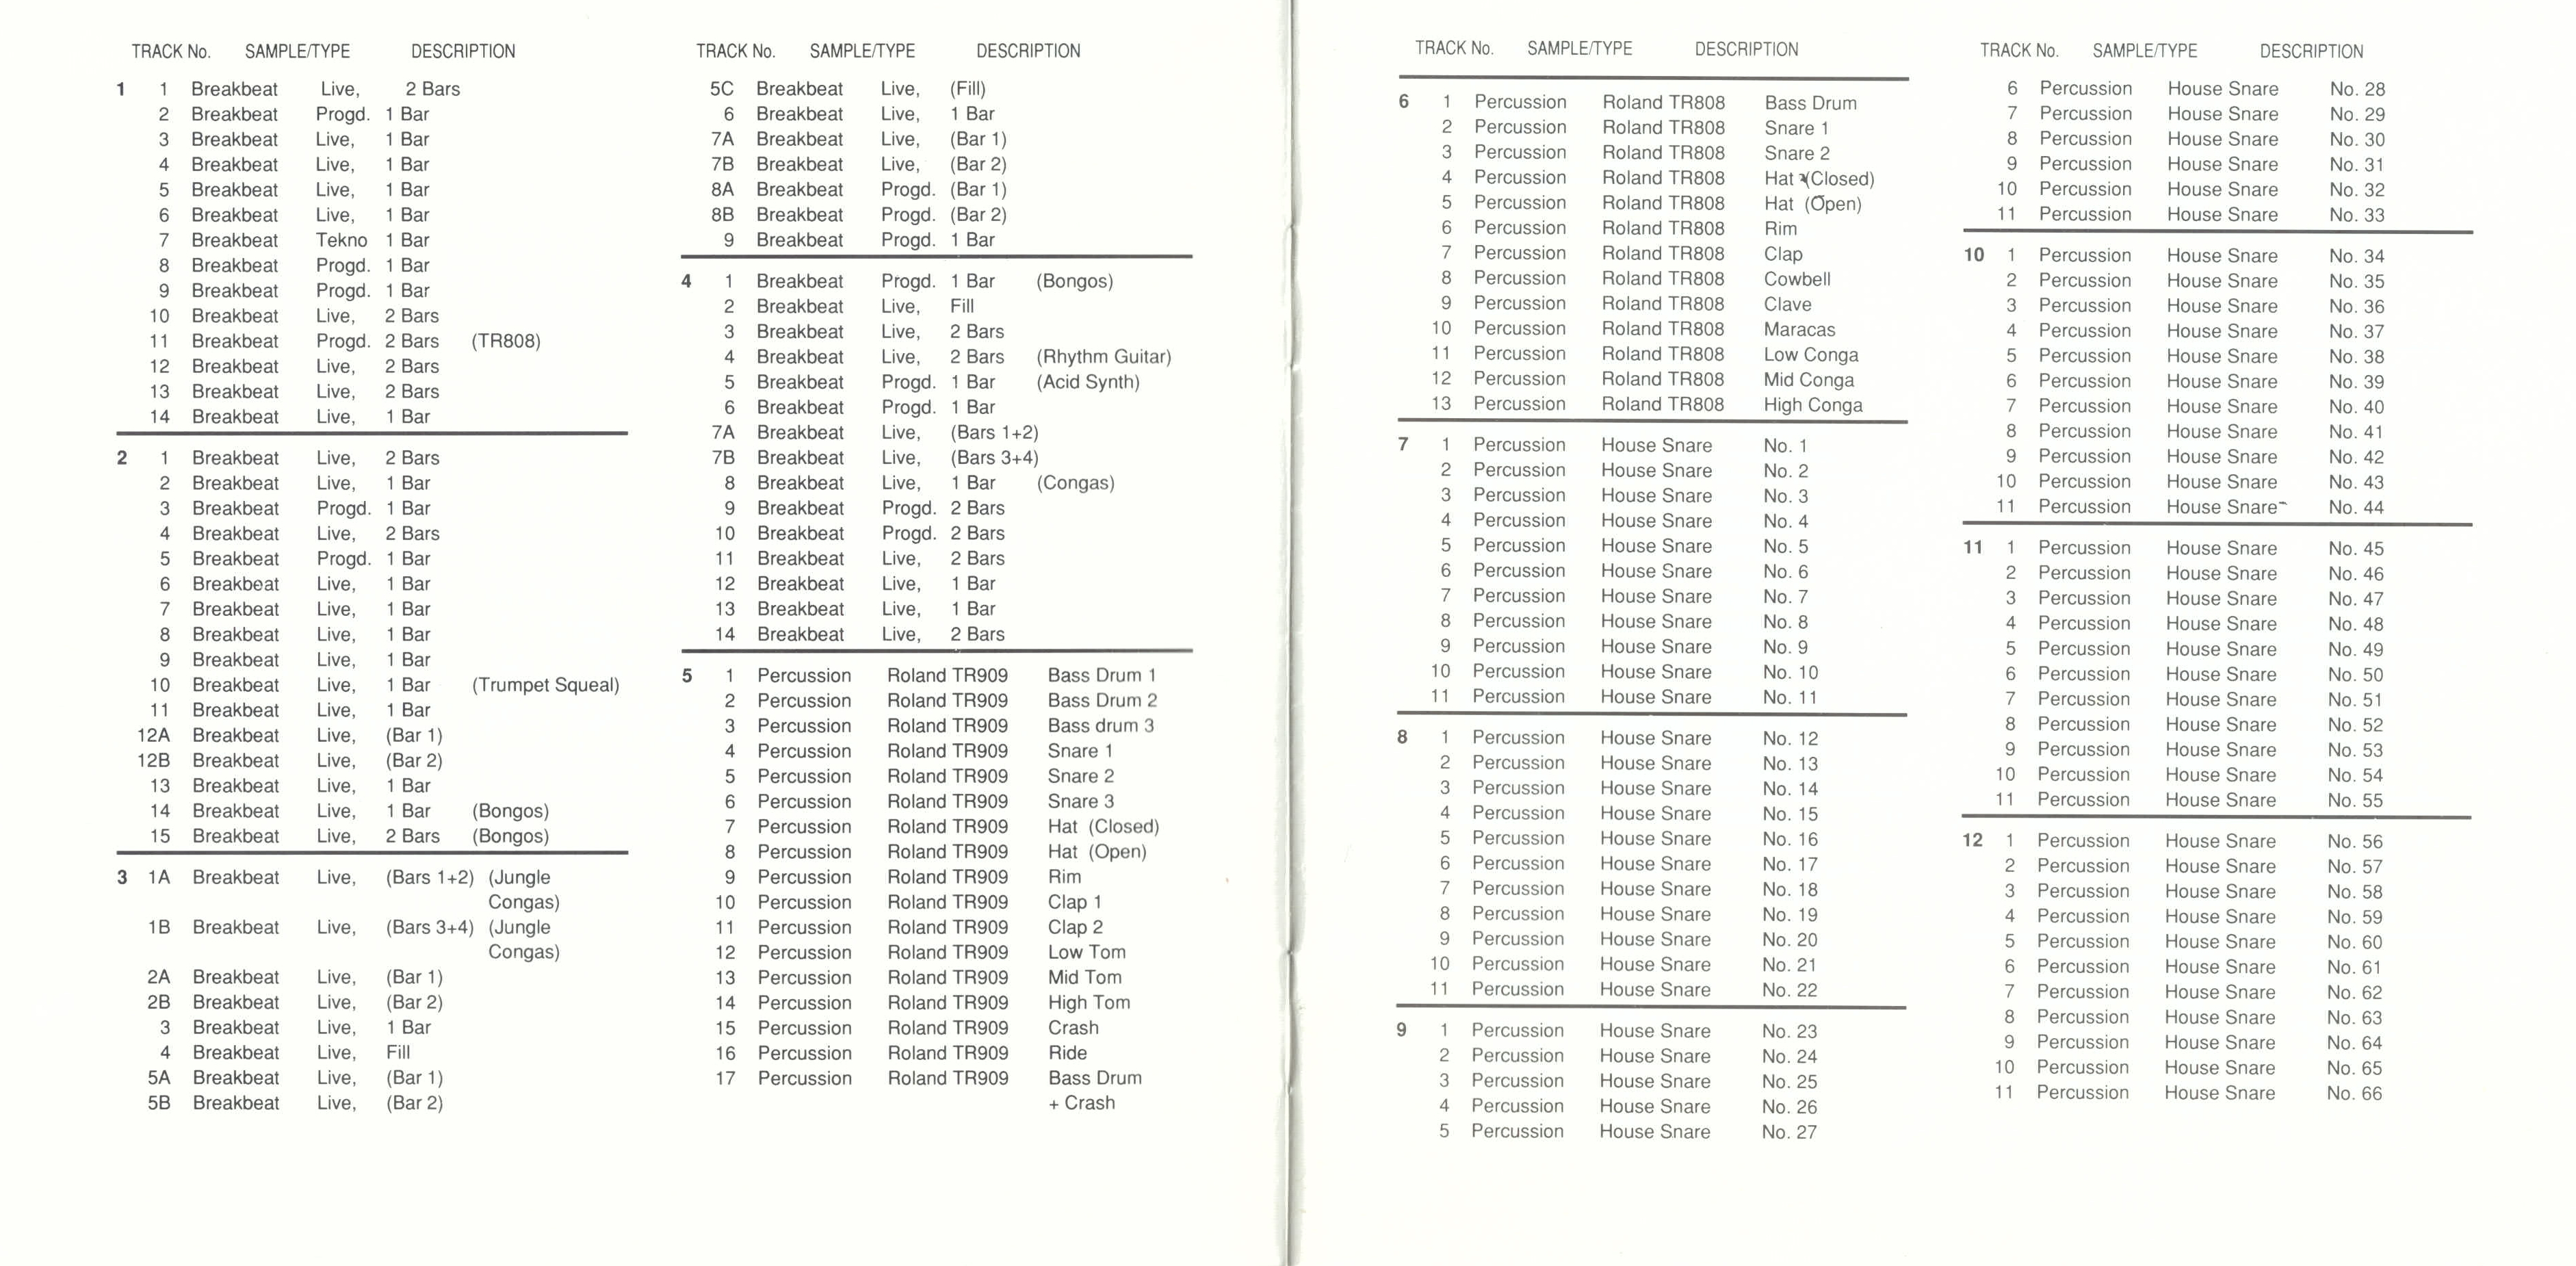 TRACK No. SAMPLE/TYPE DESCRIPTION
1 1 Breakbeat Live, 2 Bars
2 Breakbeat Progd. 1 Bar
3 Breakbeat Live, 1 Bar
4 Breakbeat Live, 1 Bar
5 Breakbeat Live, 1 Bar
6 Breakbeat Live, 1 Bar
7 Breakbeat Tekno 1 Bar
8 Breakbeat Progd. 1 Bar
9 Breakbeat Progd. 1 Bar
10 Breakbeat Live, 2 Bars
11 Breakbeat Progd. 2 Bars (TR808)
12 Breakbeat Live, 2 Bars
13 Breakbeat Live, 2 Bars
14 Breakbeat Live, 1 Bar
2 1 Breakbeat Live, 2 Bars
2 Breakbeat Live, 1 Bar
3 Breakbeat Progd. 1 Bar
4 Breakbeat Live, 2 Bars
5 Breakbeat Progd. 1 Bar
6 Breakbeat Live, 1 Bar
7 Breakbeat Live, 1 Bar
8 Breakbeat Live, 1 Bar
9 Breakbeat Live, 1 Bar
10 Breakbeat Live, 1 Bar (Trumpet Squeal)
11 Breakbeat Live, 1 Bar
12A Breakbeat Live, (Bar 1)
12B Breakbeat Live, (Bar 2)
13 Breakbeat Live, 1 Bar
14 Breakbeat Live, 1 Bar (Bongos)
15 Breakbeat Live, 2 Bars (Bongos)
3 1A Breakbeat Live, (Bars 1+2) (Jungle
Congas)
1B Breakbeat Live, (Bars 3+4) (Jungle
Congas)
2A Breakbeat Live, (Bar 1)
2B Breakbeat Live, (Bar 2)
3 Breakbeat Live, 1 Bar
4 Breakbeat Live, Fill
5A Breakbeat Live, (Bar 1)
5B Breakbeat Live, (Bar 2)
TRACK No. SAMPLE/TYPE DESCRIPTION
5C Breakbeat Live, (Fill)
6 Breakbeat Live, 1 Bar
7A Breakbeat Live, (Bar 1)
7B Breakbeat Live, (Bar 2)
8A Breakbeat Progd. (Bar 1)
8B Breakbeat Progd. (Bar 2)
9 Breakbeat Progd. 1 Bar
4 1 Breakbeat Progd. 1 Bar (Bongos)
2 Breakbeat Live, Fill
3 Breakbeat Live, 2 Bars
4 Breakbeat Live, 2 Bars (Rhythm Guitar)
5 Breakbeat Progd. 1 Bar (Acid Synth)
6 Breakbeat Progd. 1 Bar
7A Breakbeat Live, (Bars 1+2)
7B Breakbeat Live, (Bars 3+4)
8 Breakbeat Live, 1 Bar (Congas)
9 Breakbeat Progd. 2 Bars
10 Breakbeat Progd. 2 Bars
11 Breakbeat Live, 2 Bars
12 Breakbeat Live, 1 Bar
13 Breakbeat Live, 1 Bar
14 Breakbeat Live, 2 Bars
5 1 Percussion Roland TR909 Bass Drum 1
2 Percussion Roland TR909 Bass Drum 2
3 Percussion Roland TR909 Bass drum 3
4 Percussion Roland TR909 Snare 1
5 Percussion Roland TR909 Snare 2
6 Percussion Roland TR909 Snare 3
7 Percussion Roland TR909 Hat (Closed)
8 Percussion Roland TR909 Hat (Open)
9 Percussion Roland TR909 Rim
10 Percussion Roland TR909 Clap 1
11 Percussion Roland TR909 Clap 2
12 Percussion Roland TR909 Low Tom
13 Percussion Roland TR909 Mid Tom
14 Percussion Roland TR909 High Tom
15 Percussion Roland TR909 Crash
16 Percussion Roland TR909 Ride
17 Percussion Roland TR909 Bass Drum
+ Crash
TRACK No. SAMPLE/TYPE DESCRIPTION
6 1 Percussion Roland TR808 Bass Drum
2 Percussion Roland TR808 Snare 1
3 Percussion Roland TR808 Snare 2
4 Percussion Roland TR808 Hat (Closed)
5 Percussion Roland TR808 Hat (Open)
6 Percussion Roland TR808 Rim
7 Percussion Roland TR808 Clap
8 Percussion Roland TR808 Cowbell
9 Percussion Roland TR808 Clave
10 Percussion Roland TR808 Maracas
11 Percussion Roland TR808 Low Conga
12 Percussion Roland TR808 Mid Conga
13 Percussion Roland TR808 High Conga
7 1 Percussion House Snare No. 1
2 Percussion House Snare No. 2
3 Percussion House Snare No. 3
4 Percussion House Snare No. 4
5 Percussion House Snare No. 5
6 Percussion House Snare No. 6
7 Percussion House Snare No. 7
8 Percussion House Snare No. 8
9 Percussion House Snare No. 9
10 Percussion House Snare No. 10
11 Percussion House Snare No. 11
8 1 Percussion House Snare No. 12
2 Percussion House Snare No. 13
3 Percussion House Snare No. 14
4 Percussion House Snare No. 15
5 Percussion House Snare No. 16
6 Percussion House Snare No. 17
7 Percussion House Snare No. 18
8 Percussion House Snare No. 19
9 Percussion House Snare No. 20
10 Percussion House Snare No. 21
11 Percussion House Snare No. 22
9 1 Percussion House Snare No. 23
2 Percussion House Snare No. 24
3 Percussion House Snare No. 25
4 Percussion House Snare No. 26
5 Percussion House Snare No. 27
TRACK No. SAMPLE/TYPE DESCRIPTION
6 Percussion House Snare No. 28
7 Percussion House Snare No. 29
8 Percussion House Snare No. 30
9 Percussion House Snare No. 31
10 Percussion House Snare No. 32
11 Percussion House Snare No. 33
10 1 Percussion House Snare No. 34
2 Percussion House Snare No. 35
3 Percussion House Snare No. 36
4 Percussion House Snare No. 37
5 Percussion House Snare No. 38
6 Percussion House Snare No. 39
7 Percussion House Snare No. 40
8 Percussion House Snare No. 41
9 Percussion House Snare No. 42
10 Percussion House Snare No. 43
11 Percussion House Snare No. 44
11 1 Percussion House Snare No. 45
2 Percussion House Snare No. 46
3 Percussion House Snare No. 47
4 Percussion House Snare No. 48
5 Percussion House Snare No. 49
6 Percussion House Snare No. 50
7 Percussion House Snare No. 51
8 Percussion House Snare No. 52
9 Percussion House Snare No. 53
10 Percussion House Snare No. 54
11 Percussion House Snare No. 55
12 1 Percussion House Snare No. 56
2 Percussion House Snare No. 57
3 Percussion House Snare No. 58
4 Percussion House Snare No. 59
5 Percussion House Snare No. 60
6 Percussion House Snare No. 61
7 Percussion House Snare No. 62
8 Percussion House Snare No. 63
9 Percussion House Snare No. 64
10 Percussion House Snare No. 65
11 Percussion House Snare No. 66